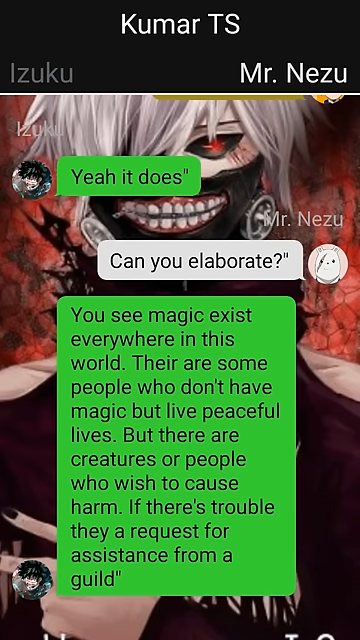 Kumar TS
Izuku
Mr. Nezu
Izuku
Yeah it does"
Mr. Nezu
Can you elaborate?"
You see magic exist
everywhere in this
world. Their are some
people who don't have
magic but live peaceful
lives. But there are
creatures or people
who wish to cause
harm. If there's trouble
they a request for
assistance from a
guild"